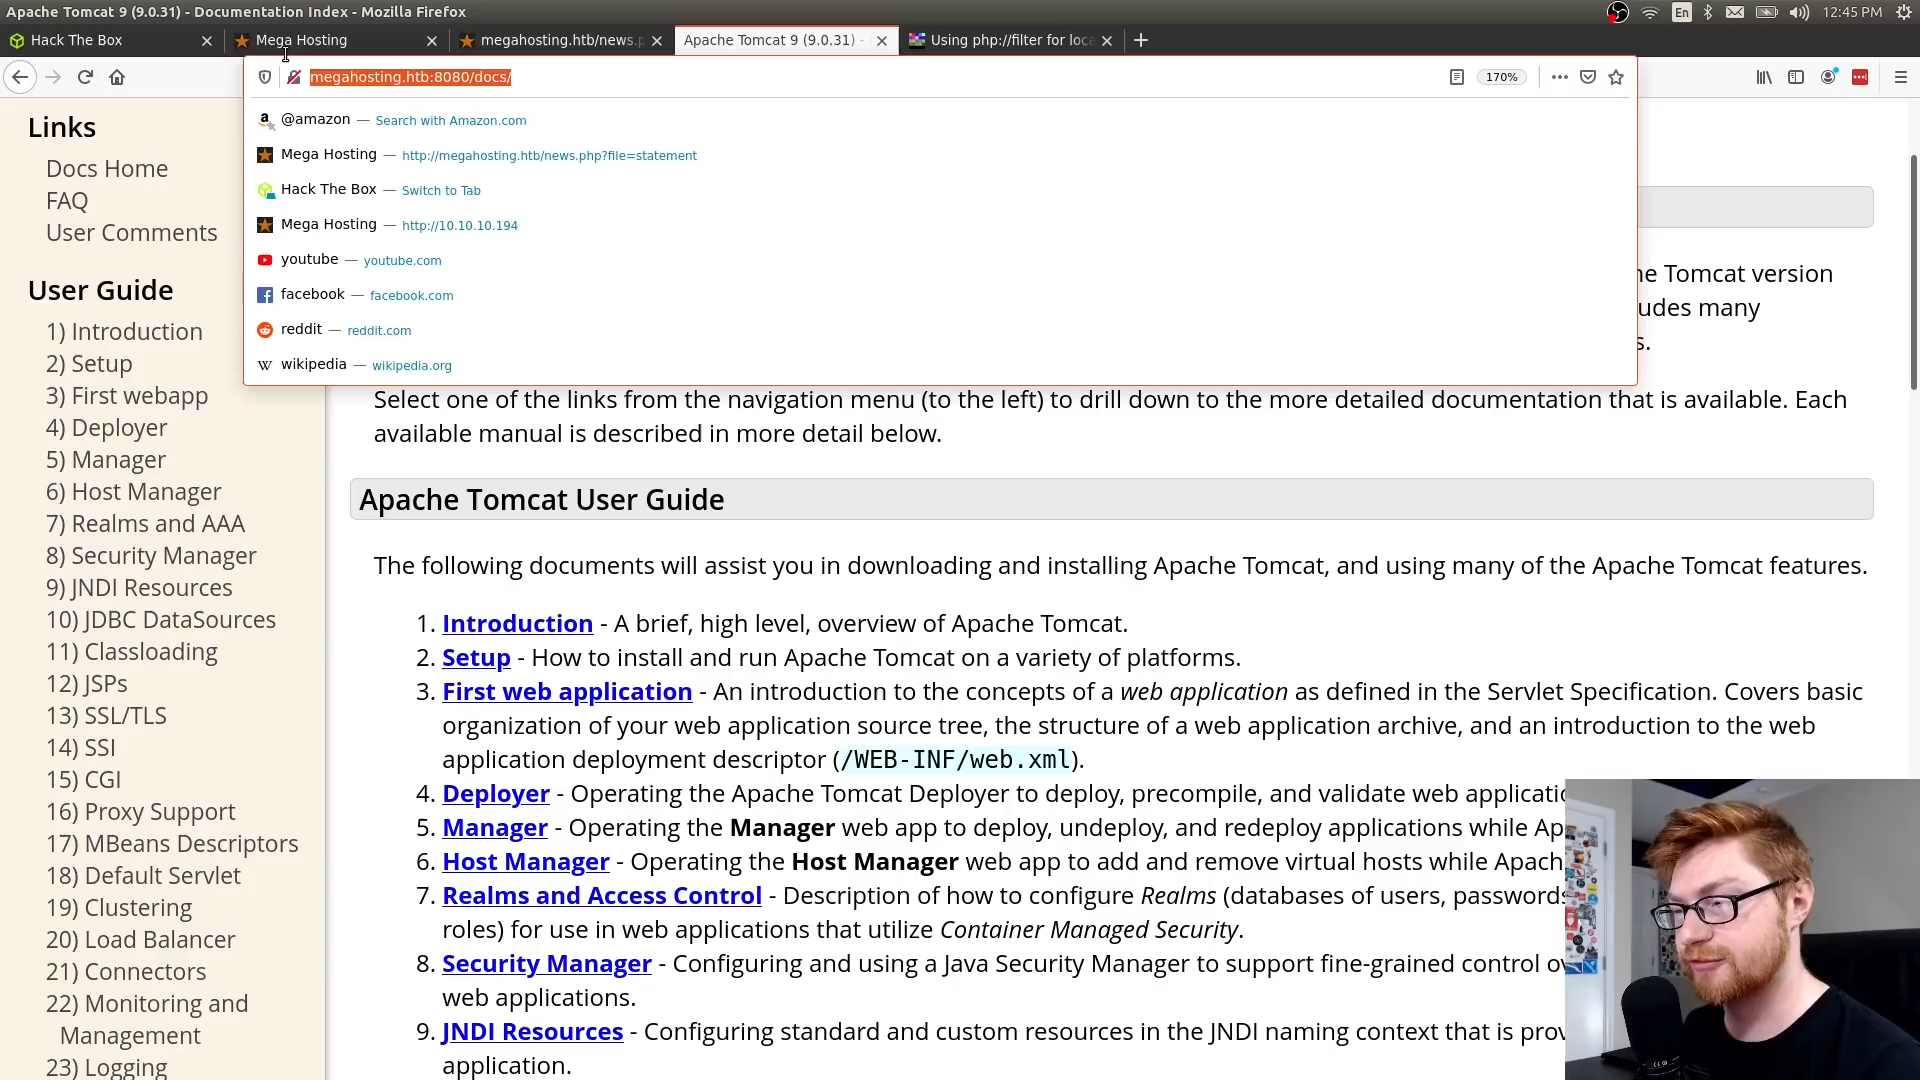 Apache Tomcat 9 (9.0.31) - Documentation Index - Mozilla Firefox
En
12:45 PM
Hack The Box
Mega Hosting
megahosting.htb/news.p
Apache Tomcat 9 (9.0.31) -
Using php://filter for loca
megahosting.htb:8080/docs/
170%
@amazon — Search with Amazon.com
Mega Hosting — http://megahosting.htb/news.php?file=statement
Hack The Box — Switch to Tab
Mega Hosting — http://10.10.10.194
youtube — youtube.com
facebook — facebook.com
reddit — reddit.com
wikipedia — wikipedia.org
Links
Docs Home
FAQ
User Comments
User Guide
1) Introduction
2) Setup
3) First webapp
4) Deployer
5) Manager
6) Host Manager
7) Realms and AAA
8) Security Manager
9) JNDI Resources
10) JDBC DataSources
11) Classloading
12) JSPs
13) SSL/TLS
14) SSI
15) CGI
16) Proxy Support
17) MBeans Descriptors
18) Default Servlet
19) Clustering
20) Load Balancer
21) Connectors
22) Monitoring and
Management
23) Logging
e Tomcat version
udes many
s.
Select one of the links from the navigation menu (to the left) to drill down to the more detailed documentation that is available. Each
available manual is described in more detail below.
Apache Tomcat User Guide
The following documents will assist you in downloading and installing Apache Tomcat, and using many of the Apache Tomcat features.
1. Introduction - A brief, high level, overview of Apache Tomcat.
2. Setup - How to install and run Apache Tomcat on a variety of platforms.
3. First web application - An introduction to the concepts of a web application as defined in the Servlet Specification. Covers basic
organization of your web application source tree, the structure of a web application archive, and an introduction to the web
application deployment descriptor (/WEB-INF/web.xml).
4. Deployer - Operating the Apache Tomcat Deployer to deploy, precompile, and validate web applicatio
5. Manager - Operating the Manager web app to deploy, undeploy, and redeploy applications while Ap
6. Host Manager - Operating the Host Manager web app to add and remove virtual hosts while Apach
7. Realms and Access Control - Description of how to configure Realms (databases of users, passwords
roles) for use in web applications that utilize Container Managed Security.
8. Security Manager - Configuring and using a Java Security Manager to support fine-grained control ov
web applications.
9. JNDI Resources - Configuring standard and custom resources in the JNDI naming context that is prov
application.